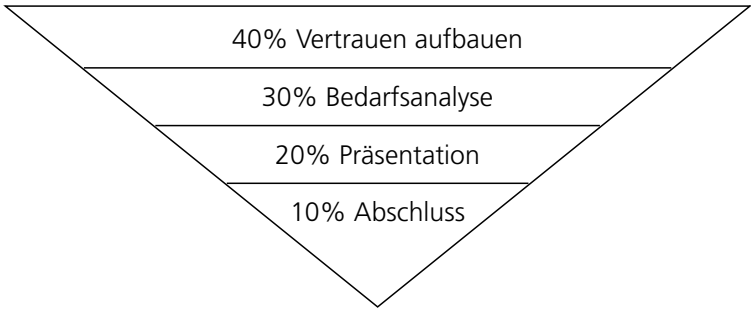 40% Vertrauen aufbauen
30% Bedarfsanalyse
20% Präsentation
10% Abschluss